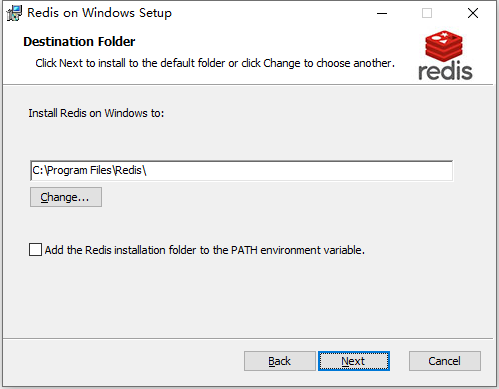 Redis on Windows Setup
Destination Folder
Click Next to install to the default folder or click Change to choose another.
redis
Install Redis on Windows to:
C:\Program Files\Redis\
Change...
Add the Redis installation folder to the PATH environment variable.
Back
Next
Cancel